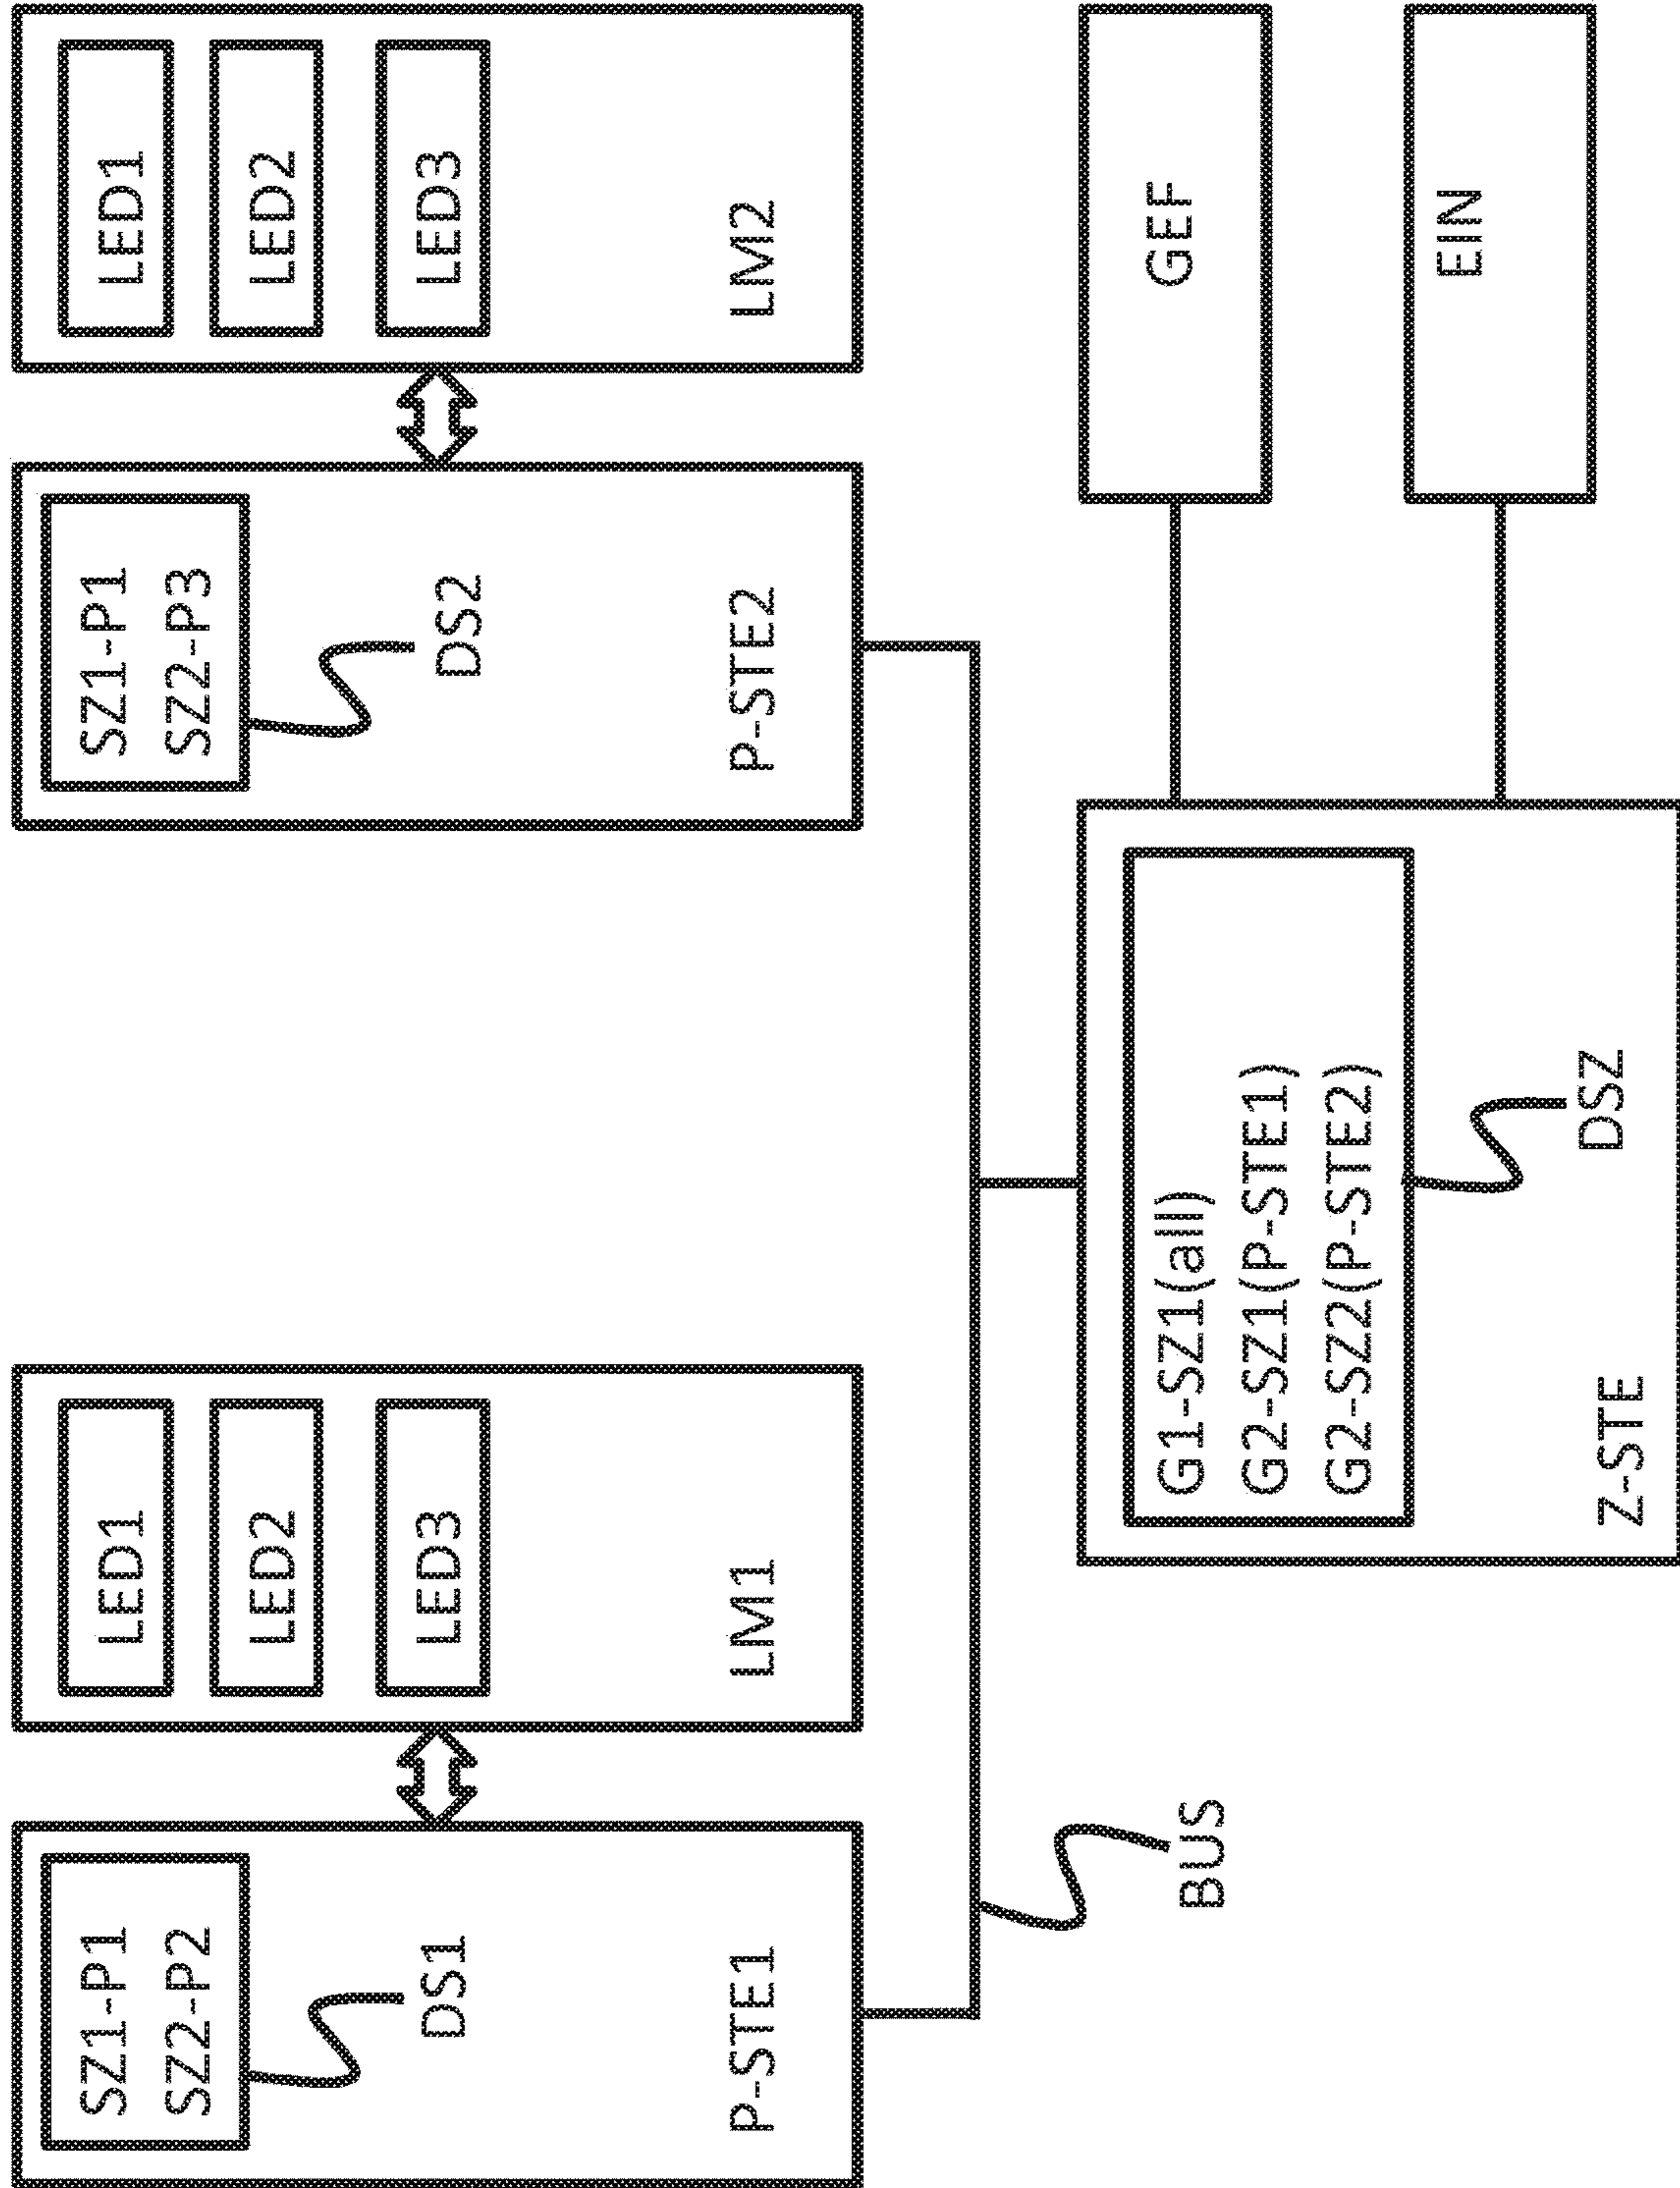 SZ1-P1
SZ2-P2
DS1
P-STE1
LED1
LED2
LED3
LM1
SZ1-P1
SZ2-P3
DS2
P-STE2
LED1
LED2
LED3
LM2
BUS
G1-SZ1(all)
G2-SZ1(P-STE1)
G2-SZ2(P-STE2)
DSZ
Z-STE
GEF
EIN